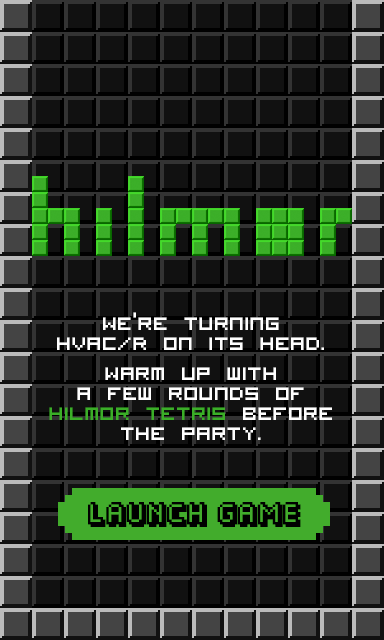 hilmor
WE'RE TURNING
HVAC/R ON ITS HEAD.
WARM UP WITH
A FEW ROUNDS OF
HILMOR TETRIS BEFORE
THE PARTY.
LAUNCH GAME